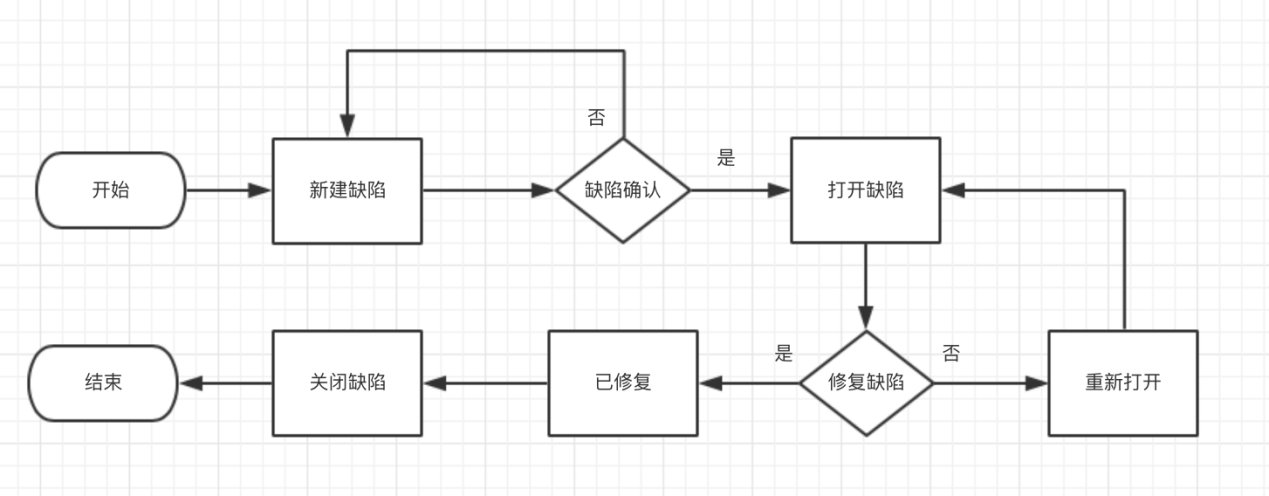 否
是
开始
新建缺陷
缺陷确认
打开缺陷
是
否
结束
关闭缺陷
已修复
修复缺陷
重新打开